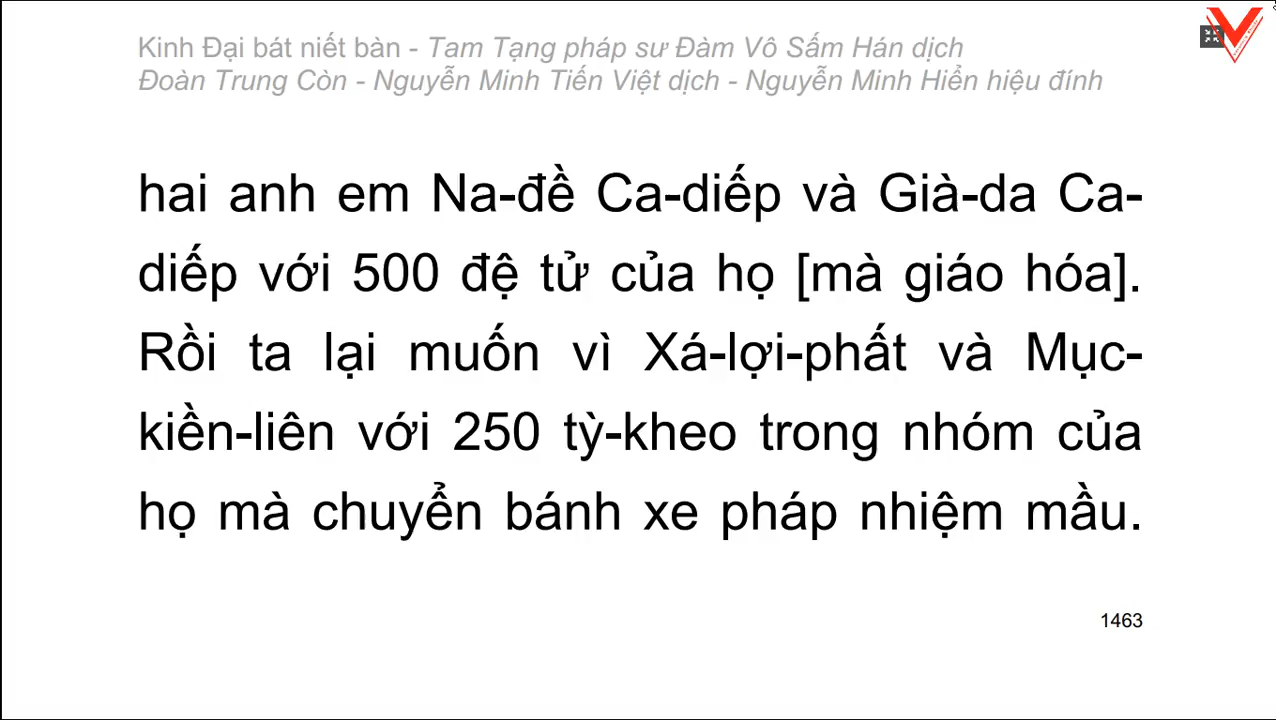 Kinh Đại bát niết bàn - Tam Tạng pháp sư Đàm Vô Sấm Hán dịch
Đoàn Trung Còn - Nguyễn Minh Tiến Việt dịch - Nguyễn Minh Hiển hiệu đính
hai anh em Na-đề Ca-diếp và Già-da Ca-
diếp với 500 đệ tử của họ [mà giáo hóa].
Rồi ta lại muốn vì Xá-lợi-phất và Mục-
kiền-liên với 250 tỳ-kheo trong nhóm của
họ mà chuyển bánh xe pháp nhiệm mầu.
1463